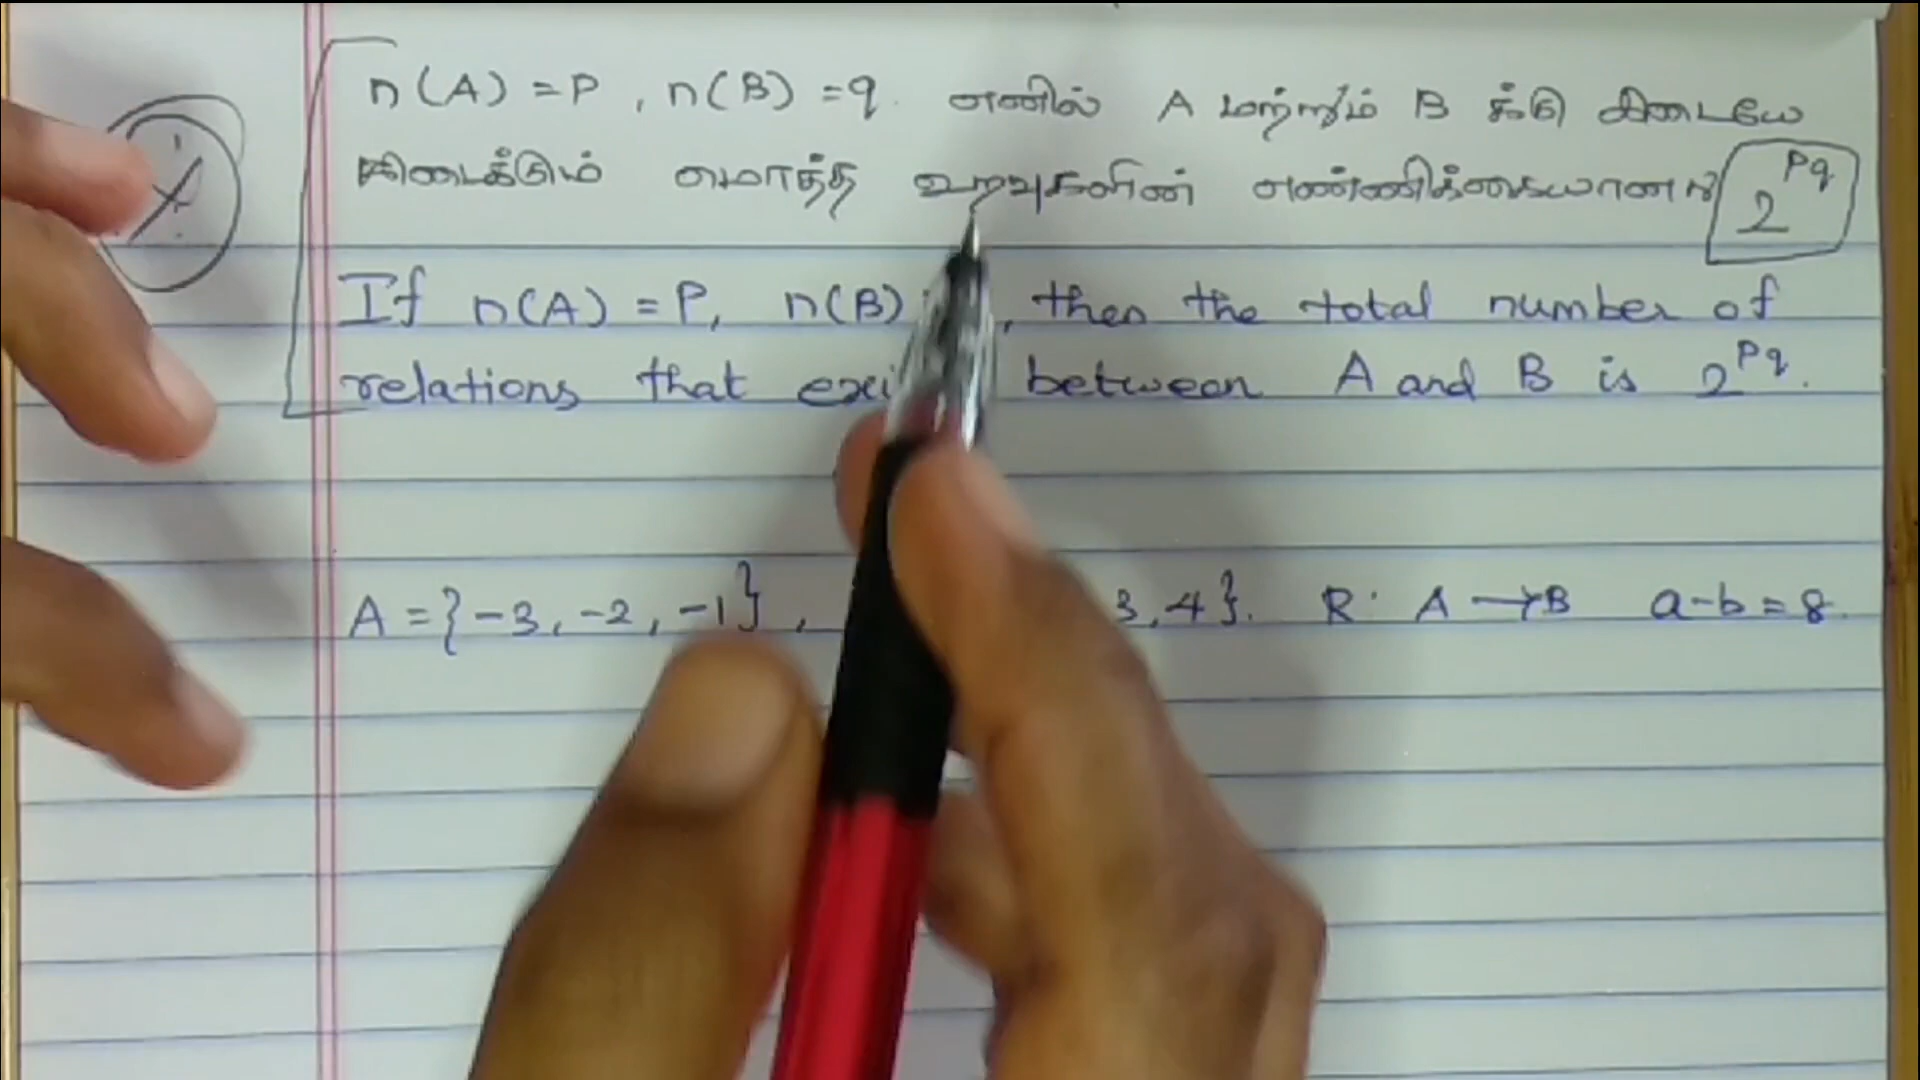 n(A) = P , n(B) = q. எனில் A மற்றும் B க்கு இடையே
கிடைக்கும் மொத்த உறவுகளின் எண்ணிக்கையானது 2^pq
If n(A) = P, n(B) , then the total number of
relations that between A and B is 2^pq.
A = {-3, -2, -1}, 3, 4}. R: A → B a-b = 8.